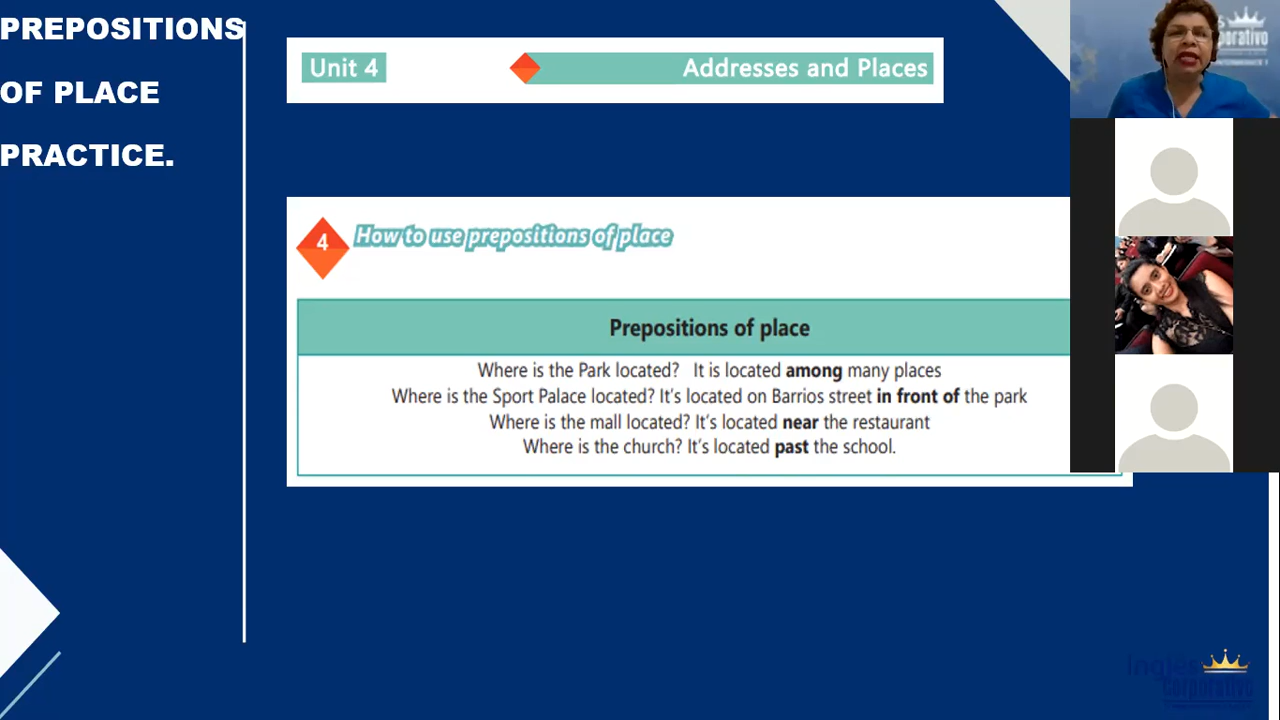 PREPOSITIONS
OF PLACE
PRACTICE.
Unit 4
Addresses and Places
4
How to use prepositions of place
Prepositions of place
Where is the Park located? It is located among many places
Where is the Sport Palace located? It's located on Barrios street in front of the park
Where is the mall located? It's located near the restaurant
Where is the church? It's located past the school.
Inglés
Corporativo